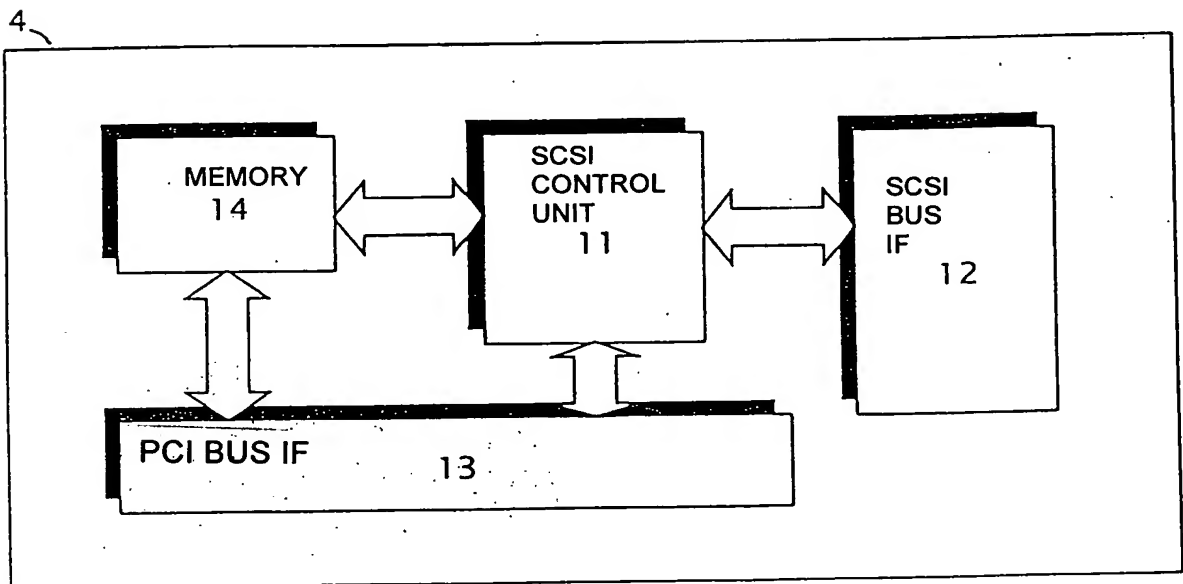 4
MEMORY
14
SCSI
CONTROL
UNIT
11
SCSI
BUS
IF
12
PCI BUS IF
13